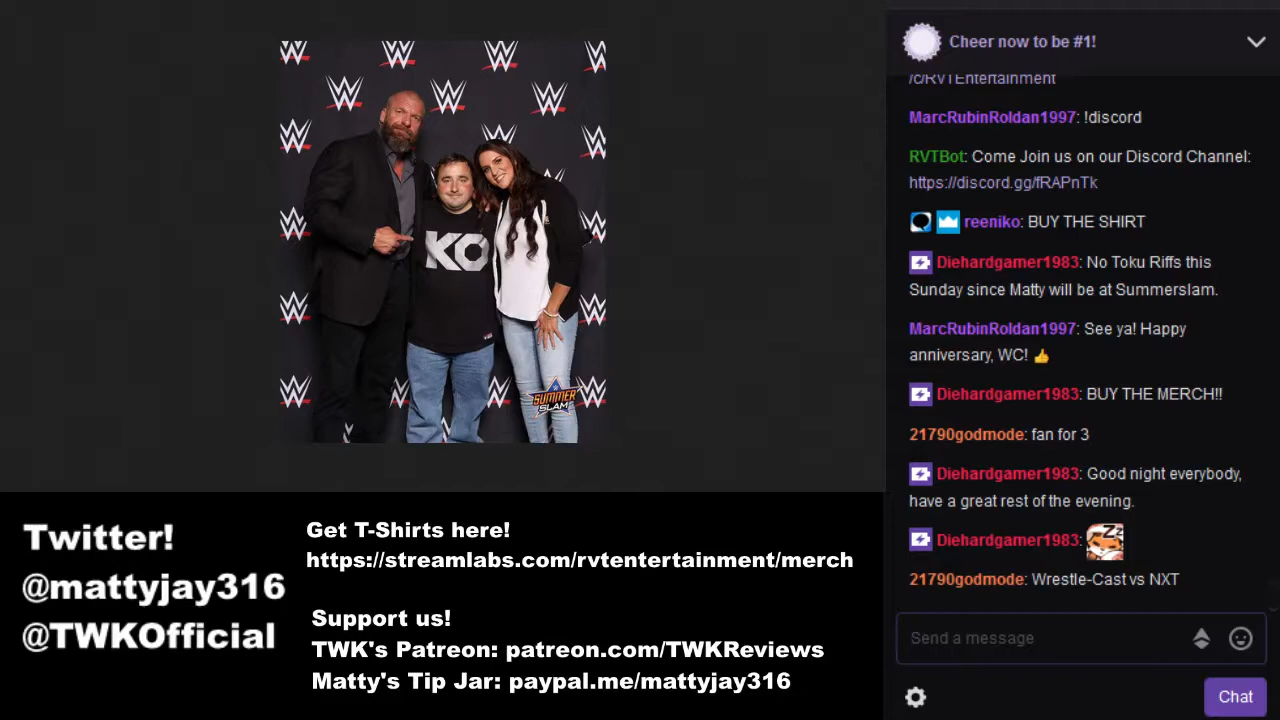 Cheer now to be #1!
/c/RVTEntertainment
MarcRubinRoldan1997: !discord
RVTBot: Come Join us on our Discord Channel:
https://discord.gg/fRAPnTk
reeniko: BUY THE SHIRT
Diehardgamer1983: No Toku Riffs this
Sunday since Matty will be at Summerslam.
MarcRubinRoldan1997: See ya! Happy
anniversary, WC! 👍
Diehardgamer1983: BUY THE MERCH!!
21790godmode: fan for 3
Diehardgamer1983: Good night everybody,
have a great rest of the evening.
Diehardgamer1983:
21790godmode: Wrestle-Cast vs NXT
Send a message
Chat
KO
SUMMER
SLAM
Twitter!
@mattyjay316
@TWKOfficial
Get T-Shirts here!
https://streamlabs.com/rvtentertainment/merch
Support us!
TWK's Patreon: patreon.com/TWKReviews
Matty's Tip Jar: paypal.me/mattyjay316